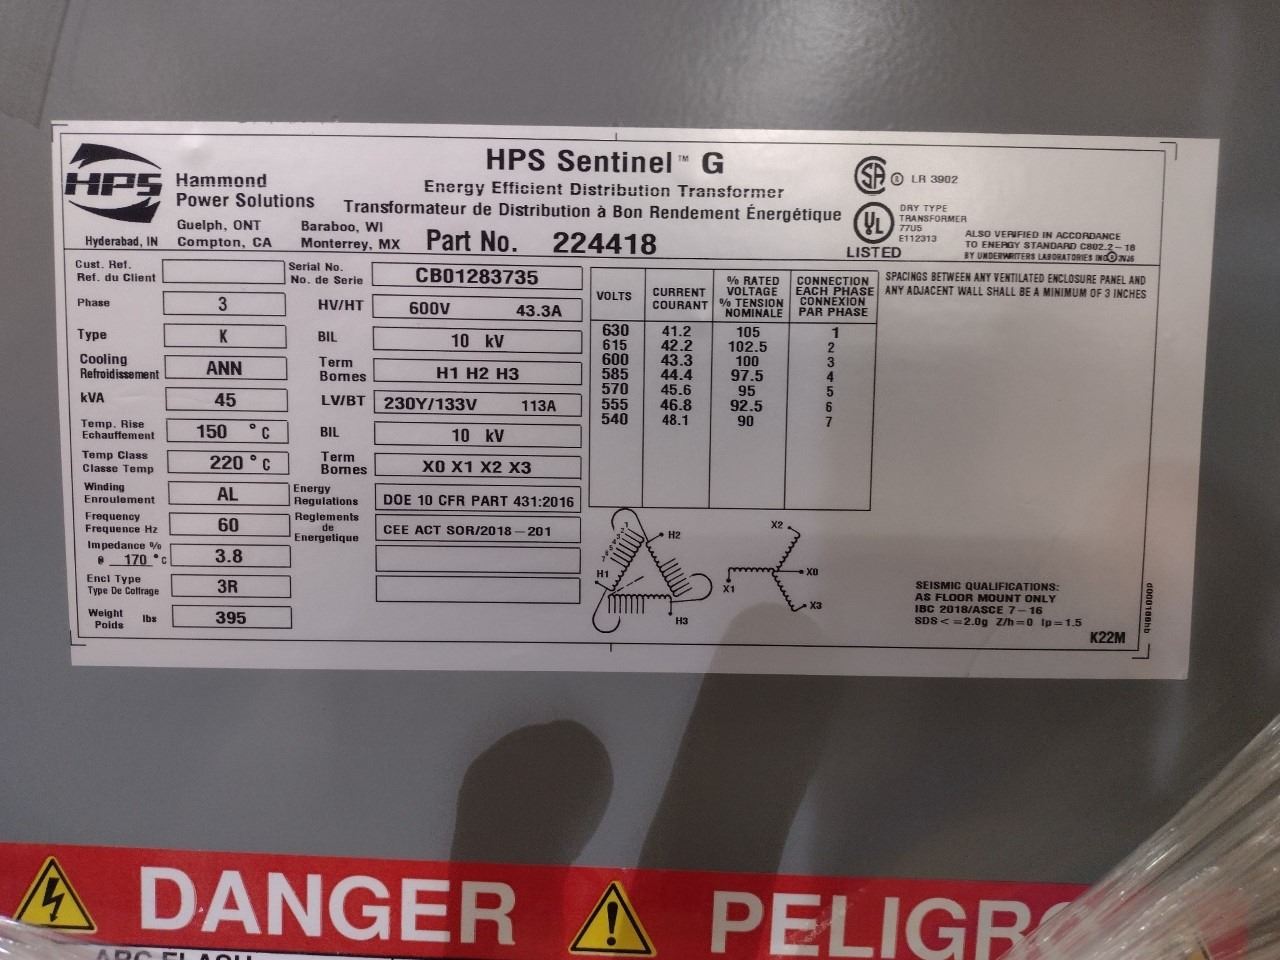 HPS Sentinel™ G
Energy Efficient Distribution Transformer
Transformateur de Distribution à Bon Rendement Énergétique
Part No. 224418
HPS
Hammond
Power Solutions
Guelph, ONT Baraboo, WI
Hyderabad, IN Compton, CA Monterrey, MX
LR 3902
UL
LISTED
DRY TYPE
TRANSFORMER
77U5
E112313
ALSO VERIFIED IN ACCORDANCE
TO ENERGY STANDARD C802.2-18
BY UNDERWRITERS LABORATORIES INC
Cust. Ref.
Ref. du Client
Phase 3
Type K
Cooling
Refroidissement ANN
kVA 45
Temp. Rise
Echauffement 150 °C
Temp Class
Classe Temp 220 °C
Winding
Enroulement AL
Frequency
Frequence Hz 60
Impedance %
@ 170 °C 3.8
Encl Type
Type De Coffrage 3R
Weight
Poids lbs 395
Serial No.
No. de Serie CB01283735
HV/HT 600V 43.3A
BIL 10 kV
Term
Bornes H1 H2 H3
LV/BT 230Y/133V 113A
BIL 10 kV
Term
Bornes X0 X1 X2 X3
Energy
Regulations DOE 10 CFR PART 431:2016
Reglements
de
Energetique CEE ACT SOR/2018-201
VOLTS CURRENT COURANT % RATED VOLTAGE % TENSION NOMINALE CONNECTION EACH PHASE CONNEXION PAR PHASE
630 41.2 105 1
615 42.2 102.5 2
600 43.3 100 3
585 44.4 97.5 4
570 45.6 95 5
555 46.8 92.5 6
540 48.1 90 7
SPACINGS BETWEEN ANY VENTILATED ENCLOSURE PANEL AND
ANY ADJACENT WALL SHALL BE A MINIMUM OF 3 INCHES
H1
H2
H3
X2
X0
X1
X3
SEISMIC QUALIFICATIONS:
AS FLOOR MOUNT ONLY
IBC 2018/ASCE 7-16
SDS<=2.0g Z/h=0 Ip=1.5
K22M
DANGER
PELIGRO
ARC FLASH